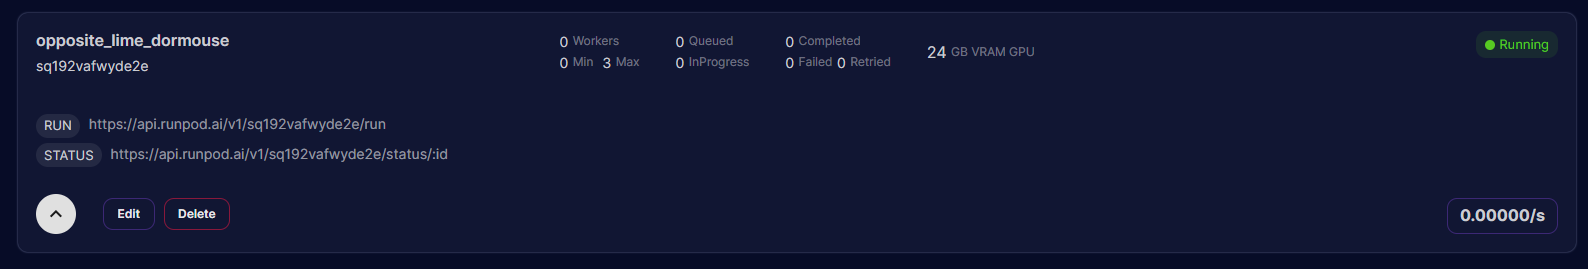 opposite_lime_dormouse
sq192vafwyde2e
0 Workers
0 Min 3 Max
0 Queued
0 InProgress
0 Completed
0 Failed 0 Retried
24 GB VRAM GPU
Running
RUN https://api.runpod.ai/v1/sq192vafwyde2e/run
STATUS https://api.runpod.ai/v1/sq192vafwyde2e/status/:id
Edit Delete
0.00000/s